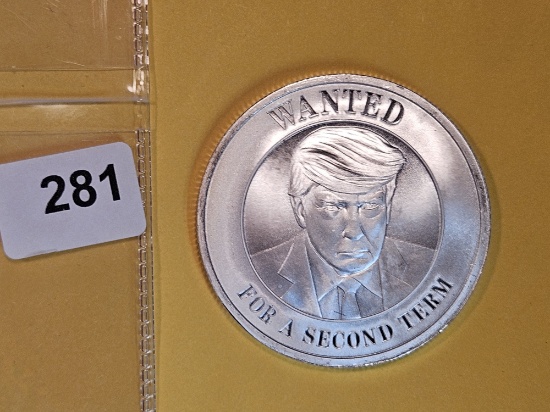 281
WANTED
FOR A SECOND TERM